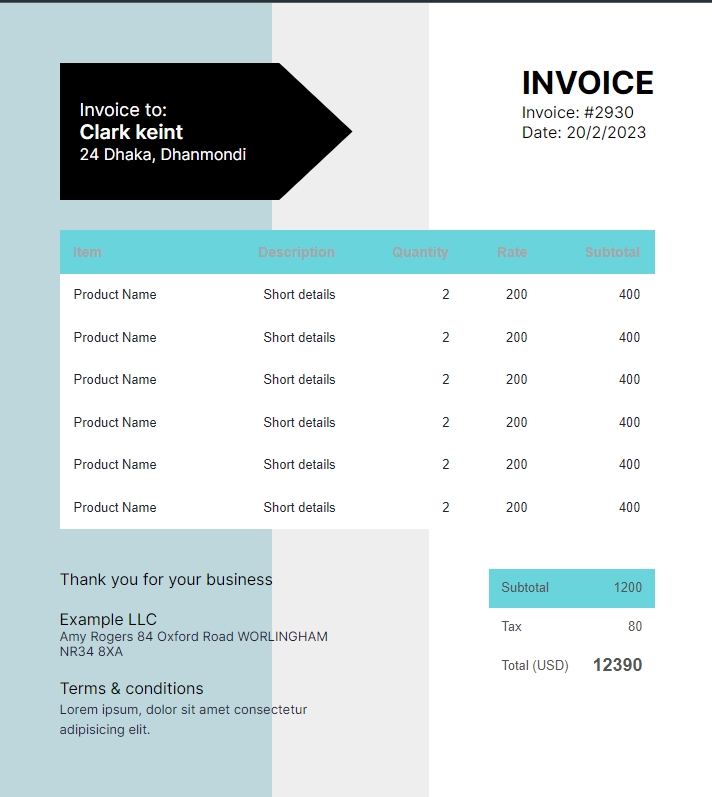 INVOICE
Invoice: #2930
Date: 20/2/2023
Invoice to:
Clark keint
24 Dhaka, Dhanmondi
Item Description Quantity Rate Subtotal
Product Name Short details 2 200 400
Product Name Short details 2 200 400
Product Name Short details 2 200 400
Product Name Short details 2 200 400
Product Name Short details 2 200 400
Product Name Short details 2 200 400
Thank you for your business
Example LLC
Amy Rogers 84 Oxford Road WORLINGHAM
NR34 8XA
Terms & conditions
Lorem ipsum, dolor sit amet consectetur
adipisicing elit.
Subtotal 1200
Tax 80
Total (USD) 12390